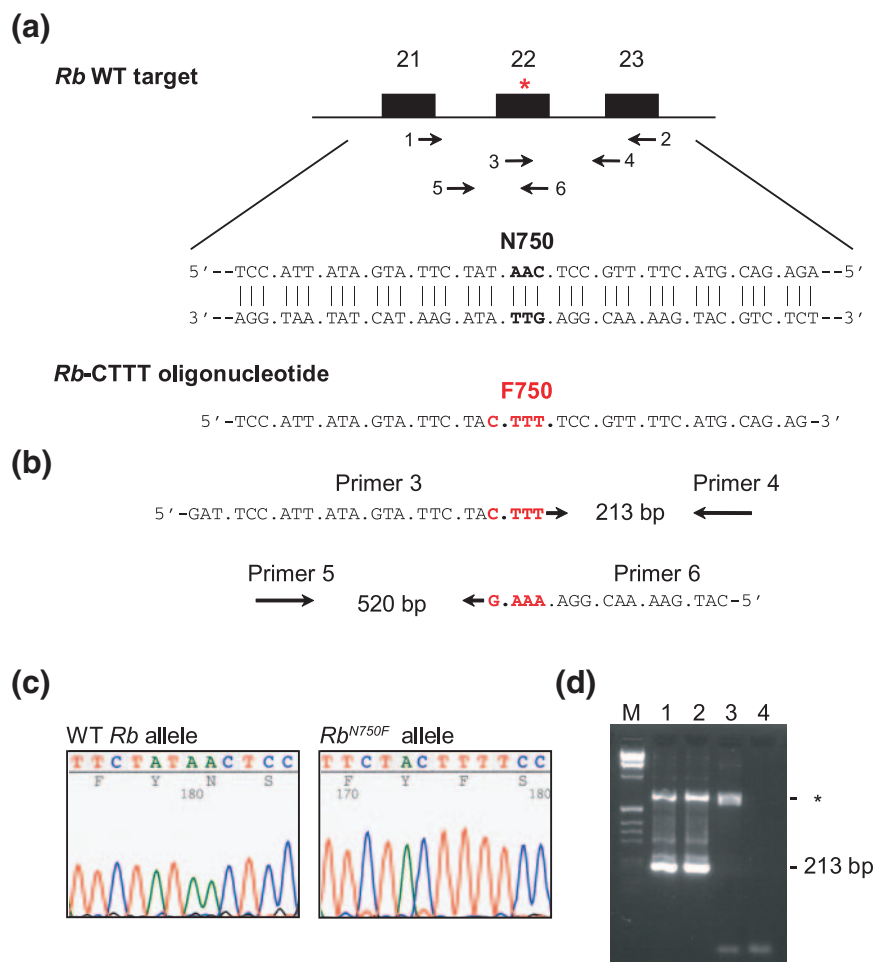 (a)
Rb WT target
21 22 23
*
1 2
3 4
5 6
N750
5′--TCC.ATT.ATA.GTA.TTC.TAT.AAC.TCC.GTT.TTC.ATG.CAG.AGA--5′
3′--AGG.TAA.TAT.CAT.AAG.ATA.TTG.AGG.CAA.AAG.TAC.GTC.TCT--3′
Rb-CTTT oligonucleotide
F750
5′-TCC.ATT.ATA.GTA.TTC.TAC.TTT.TCC.GTT.TTC.ATG.CAG.AG-3′
(b)
Primer 3 Primer 4
5′-GAT.TCC.ATT.ATA.GTA.TTC.TAC.TTT 213 bp
Primer 5 Primer 6
520 bp G.AAA.AGG.CAA.AAG.TAC-5′
(c)
WT Rb allele
T T C T A T A A C T C C
F Y N S
180
RbN750F allele
T T C T A C T T T T C C
F Y F S
170 180
(d)
M 1 2 3 4
- *
- 213 bp